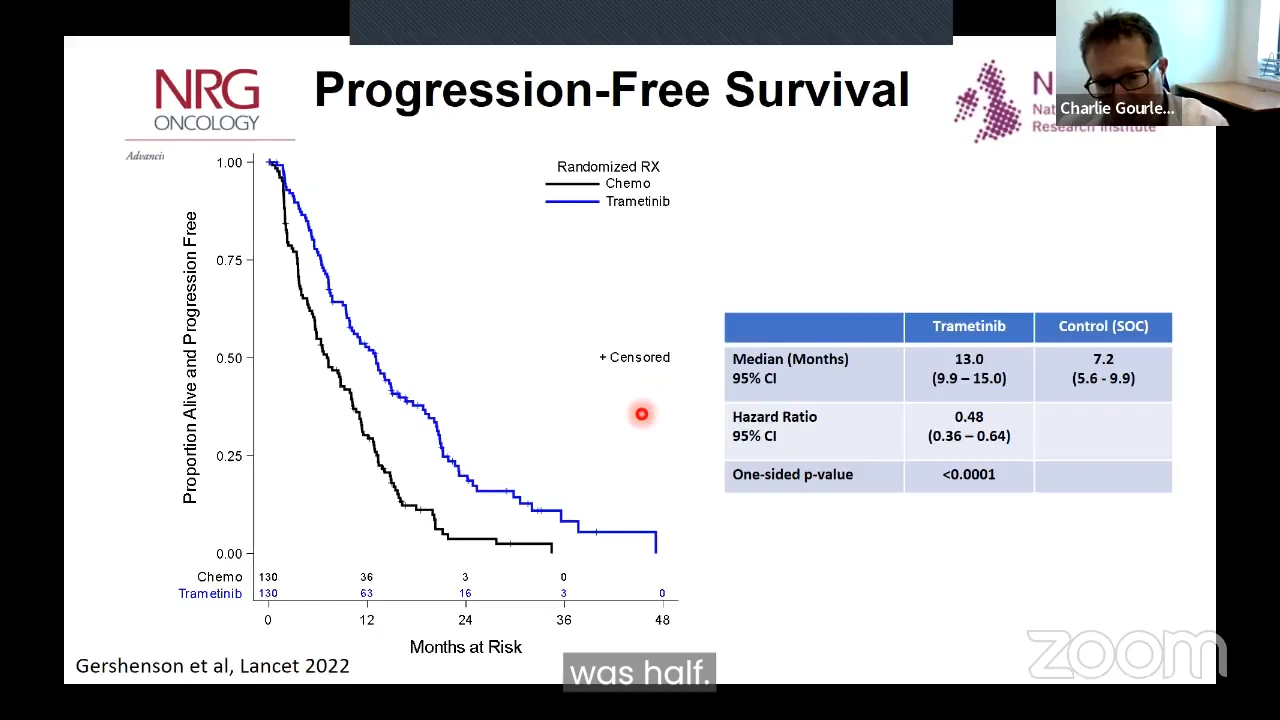 NRG
ONCOLOGY
Advancin
Progression-Free Survival
N
Nat
Research Institute
Charlie Gourle...
Randomized RX
Chemo
Trametinib
+ Censored
Proportion Alive and Progression Free
1.00
0.75
0.50
0.25
0.00
Chemo 130 36 3 0
Trametinib 130 63 16 3 0
0 12 24 36 48
Months at Risk
Trametinib Control (SOC)
Median (Months) 13.0 7.2
95% CI (9.9 – 15.0) (5.6 - 9.9)
Hazard Ratio 0.48
95% CI (0.36 – 0.64)
One-sided p-value <0.0001
Gershenson et al, Lancet 2022
was half.
zoom